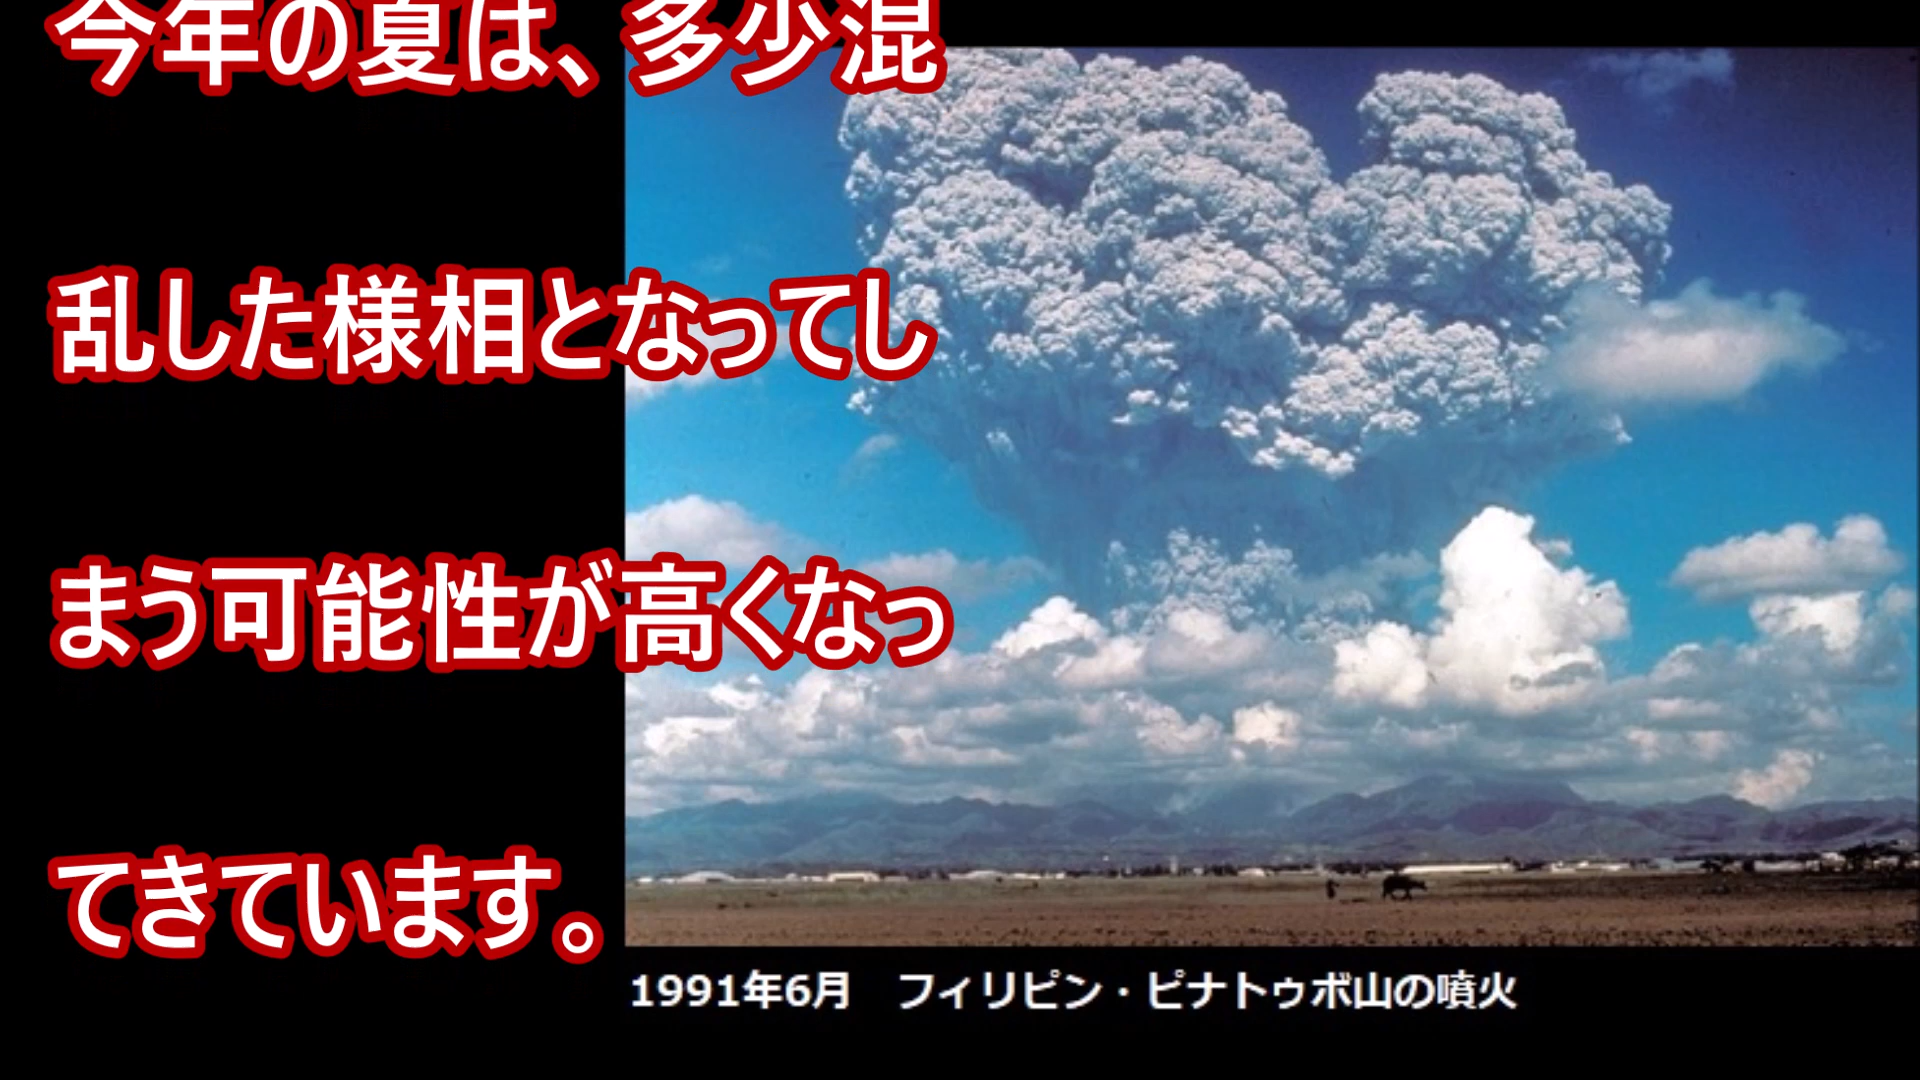 今年の夏は、多少混
乱した様相となってし
まう可能性が高くなっ
てきています。
1991年6月　フィリピン・ピナトゥボ山の噴火